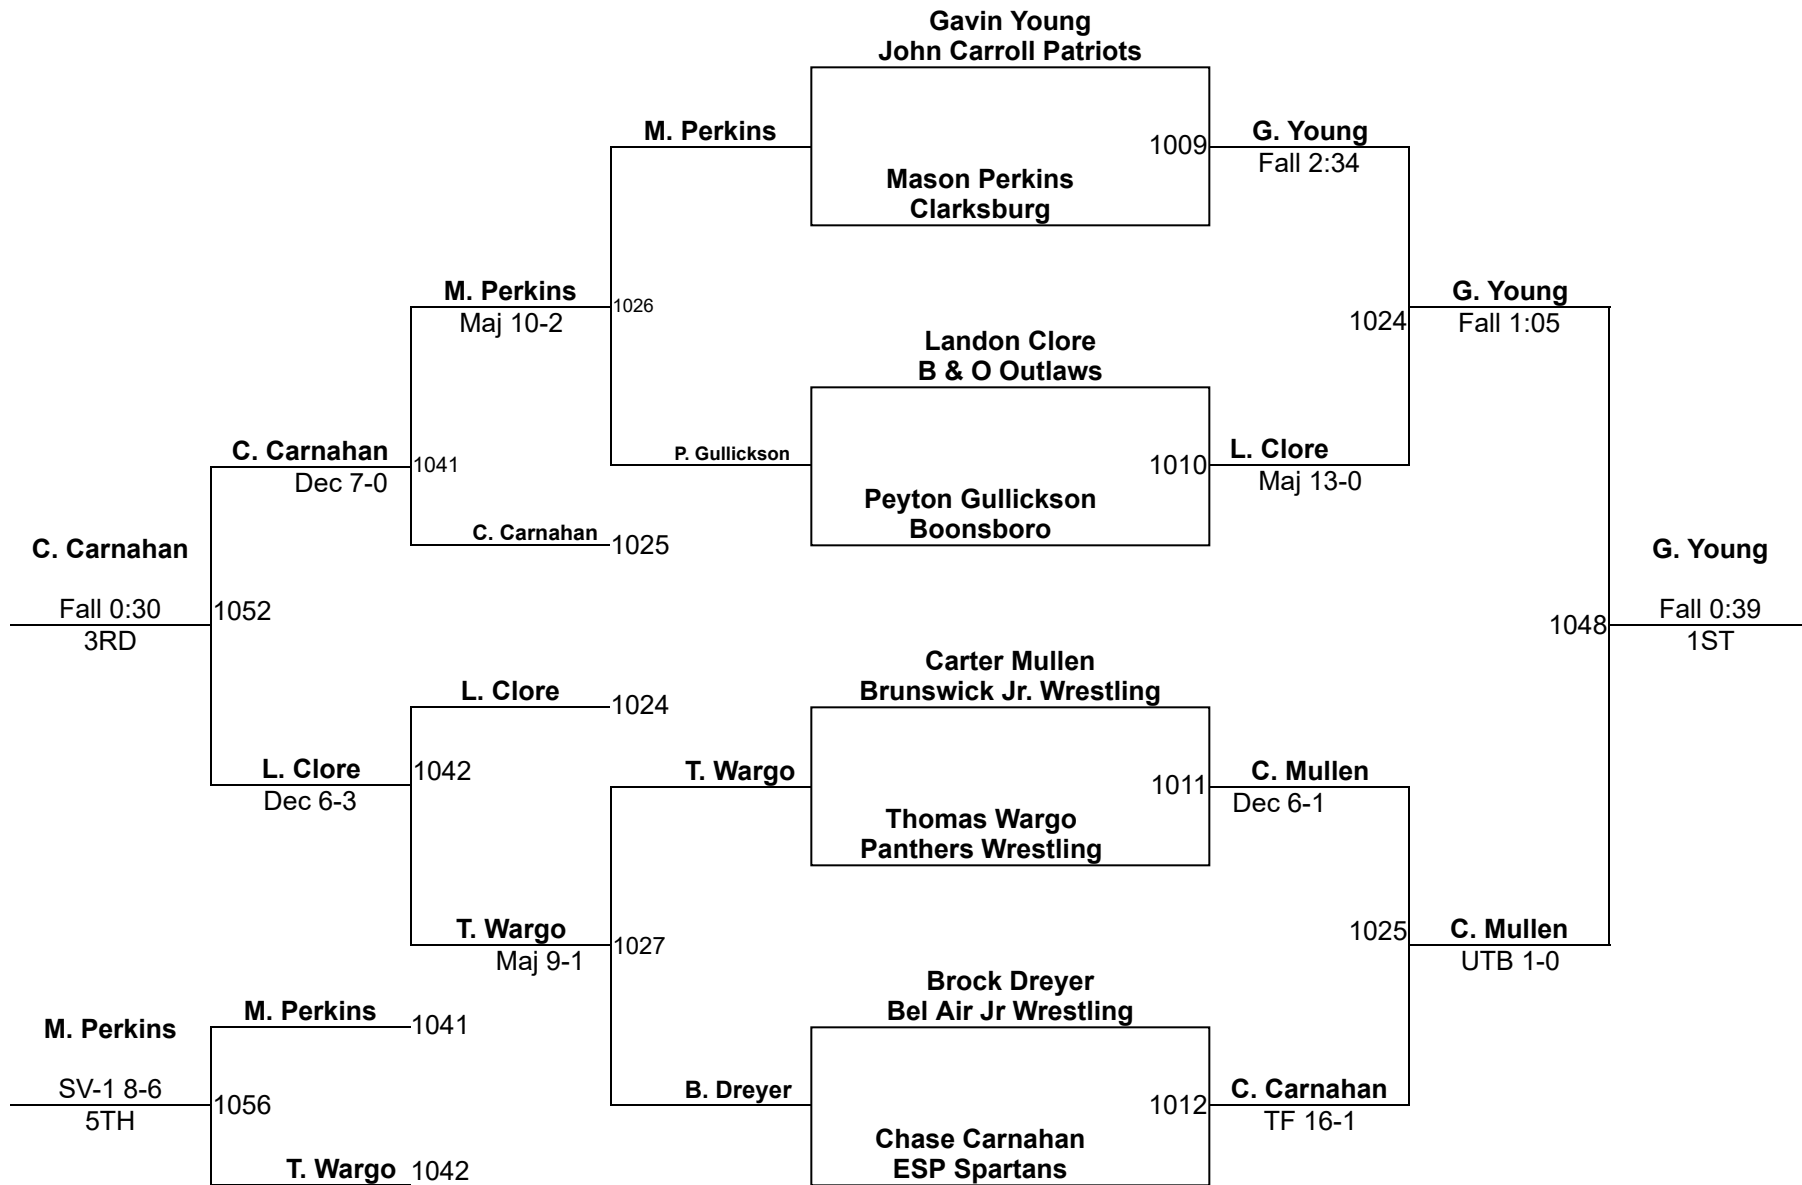 Gavin Young
John Carroll Patriots
M. Perkins
1009
G. Young
Fall 2:34
Mason Perkins
Clarksburg
M. Perkins
Maj 10-2
1026
G. Young
Fall 1:05
1024
Landon Clore
B & O Outlaws
C. Carnahan
Dec 7-0
1041
P. Gullickson
1010
L. Clore
Maj 13-0
Peyton Gullickson
Boonsboro
C. Carnahan
1025
C. Carnahan
Fall 0:30
3RD
1052
G. Young
Fall 0:39
1ST
1048
Carter Mullen
Brunswick Jr. Wrestling
L. Clore
1024
L. Clore
Dec 6-3
1042
T. Wargo
1011
C. Mullen
Dec 6-1
Thomas Wargo
Panthers Wrestling
T. Wargo
Maj 9-1
1027
1025
C. Mullen
UTB 1-0
Brock Dreyer
Bel Air Jr Wrestling
M. Perkins
1041
M. Perkins
SV-1 8-6
5TH
1056
B. Dreyer
1012
C. Carnahan
TF 16-1
Chase Carnahan
ESP Spartans
T. Wargo
1042